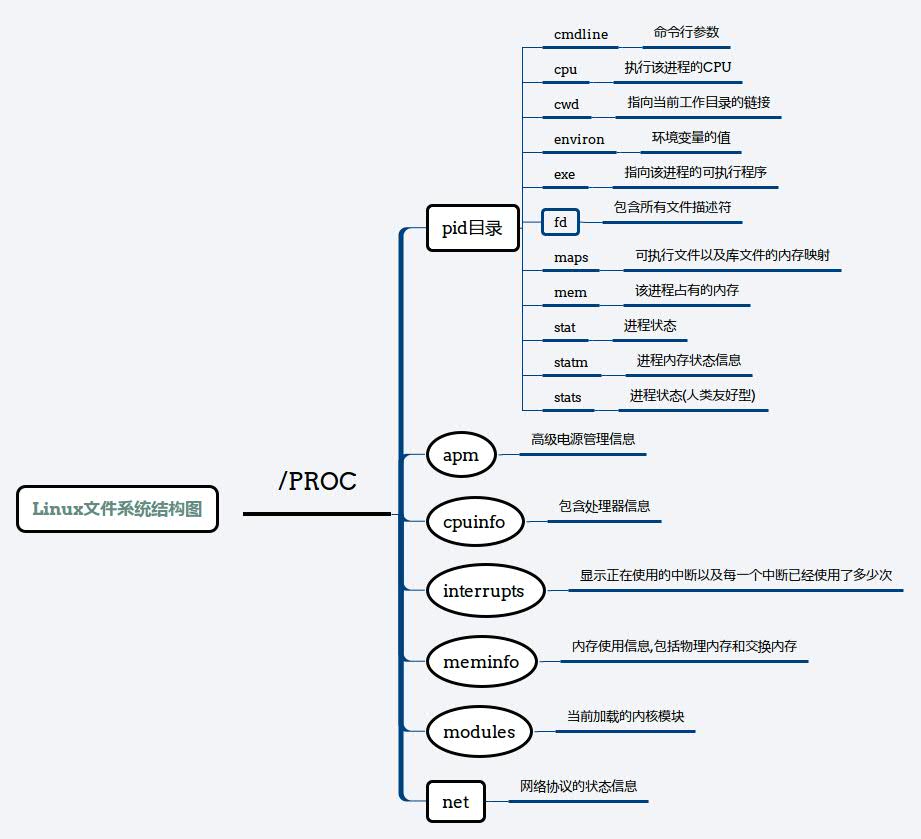 cmdline 命令行参数
cpu 执行该进程的CPU
cwd 指向当前工作目录的链接
environ 环境变量的值
exe 指向该进程的可执行程序
pid目录
fd 包含所有文件描述符
maps 可执行文件以及库文件的内存映射
mem 该进程占有的内存
stat 进程状态
statm 进程内存状态信息
stats 进程状态(人类友好型)
apm 高级电源管理信息
Linux文件系统结构图
/PROC
cpuinfo 包含处理器信息
interrupts 显示正在使用的中断以及每一个中断已经使用了多少次
meminfo 内存使用信息,包括物理内存和交换内存
modules 当前加载的内核模块
net 网络协议的状态信息